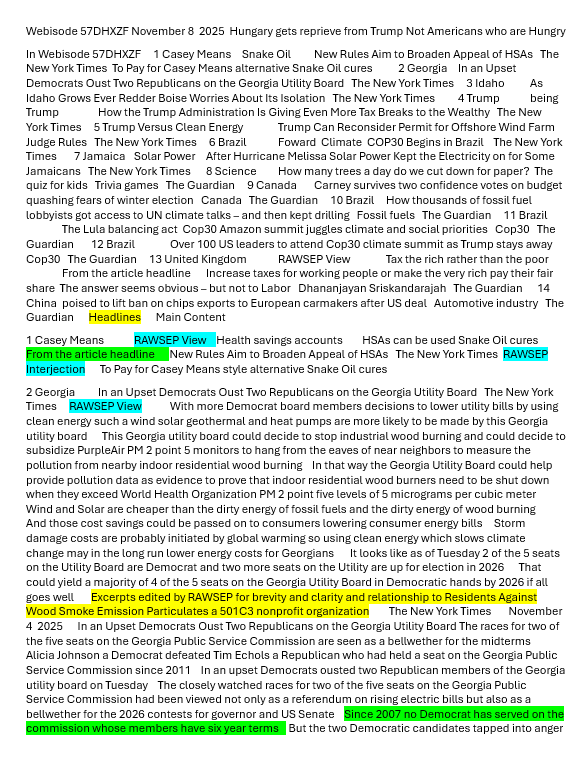 Webisode 57DHXZF November 8 2025 Hungary gets reprieve from Trump Not Americans who are Hungry
In Webisode 57DHXZF 1 Casey Means Snake Oil New Rules Aim to Broaden Appeal of HSAs The
New York Times To Pay for Casey Means alternative Snake Oil cures 2 Georgia In an Upset
Democrats Oust Two Republicans on the Georgia Utility Board The New York Times 3 Idaho As
Idaho Grows Ever Redder Boise Worries About Its Isolation The New York Times 4 Trump being
Trump How the Trump Administration Is Giving Even More Tax Breaks to the Wealthy The New
York Times 5 Trump Versus Clean Energy Trump Can Reconsider Permit for Offshore Wind Farm
Judge Rules The New York Times 6 Brazil Foward Climate COP30 Begins in Brazil The New York
Times 7 Jamaica Solar Power After Hurricane Melissa Solar Power Kept the Electricity on for Some
Jamaicans The New York Times 8 Science How many trees a day do we cut down for paper? The
quiz for kids Trivia games The Guardian 9 Canada Carney survives two confidence votes on budget
quashing fears of winter election Canada The Guardian 10 Brazil How thousands of fossil fuel
lobbyists got access to UN climate talks – and then kept drilling Fossil fuels The Guardian 11 Brazil
The Lula balancing act Cop30 Amazon summit juggles climate and social priorities Cop30 The
Guardian 12 Brazil Over 100 US leaders to attend Cop30 climate summit as Trump stays away
Cop30 The Guardian 13 United Kingdom RAWSEP View Tax the rich rather than the poor
From the article headline Increase taxes for working people or make the very rich pay their fair
share The answer seems obvious – but not to Labor Dhananjayan Sriskandarajah The Guardian 14
China poised to lift ban on chips exports to European carmakers after US deal Automotive industry The
Guardian Headlines Main Content
1 Casey Means RAWSEP View Health savings accounts HSAs can be used Snake Oil cures
From the article headline New Rules Aim to Broaden Appeal of HSAs The New York Times RAWSEP
Interjection To Pay for Casey Means style alternative Snake Oil cures
2 Georgia In an Upset Democrats Oust Two Republicans on the Georgia Utility Board The New York
Times RAWSEP View With more Democrat board members decisions to lower utility bills by using
clean energy such a wind solar geothermal and heat pumps are more likely to be made by this Georgia
utility board This Georgia utility board could decide to stop industrial wood burning and could decide to
subsidize PurpleAir PM 2 point 5 monitors to hang from the eaves of near neighbors to measure the
pollution from nearby indoor residential wood burning In that way the Georgia Utility Board could help
provide pollution data as evidence to prove that indoor residential wood burners need to be shut down
when they exceed World Health Organization PM 2 point five levels of 5 micrograms per cubic meter
Wind and Solar are cheaper than the dirty energy of fossil fuels and the dirty energy of wood burning
And those cost savings could be passed on to consumers lowering consumer energy bills Storm
damage costs are probably initiated by global warming so using clean energy which slows climate
change may in the long run lower energy costs for Georgians It looks like as of Tuesday 2 of the 5 seats
on the Utility Board are Democrat and two more seats on the Utility are up for election in 2026 That
could yield a majority of 4 of the 5 seats on the Georgia Utility Board in Democratic hands by 2026 if all
goes well Excerpts edited by RAWSEP for brevity and clarity and relationship to Residents Against
Wood Smoke Emission Particulates a 501C3 nonprofit organization The New York Times November
4 2025 In an Upset Democrats Oust Two Republicans on the Georgia Utility Board The races for two of
the five seats on the Georgia Public Service Commission are seen as a bellwether for the midterms
Alicia Johnson a Democrat defeated Tim Echols a Republican who had held a seat on the Georgia Public
Service Commission since 2011 In an upset Democrats ousted two Republican members of the Georgia
utility board on Tuesday The closely watched races for two of the five seats on the Georgia Public
Service Commission had been viewed not only as a referendum on rising electric bills but also as a
bellwether for the 2026 contests for governor and US Senate Since 2007 no Democrat has served on the
commission whose members have six year terms But the two Democratic candidates tapped into anger